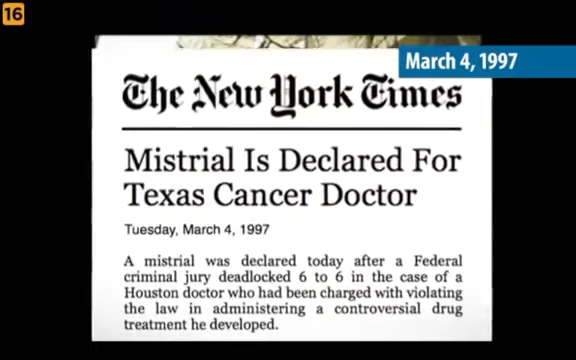 16
March 4, 1997
The New York Times
Mistrial Is Declared For
Texas Cancer Doctor
Tuesday, March 4, 1997
A mistrial was declared today after a Federal
criminal jury deadlocked 6 to 6 in the case of a
Houston doctor who had been charged with violating
the law in administering a controversial drug
treatment he developed.